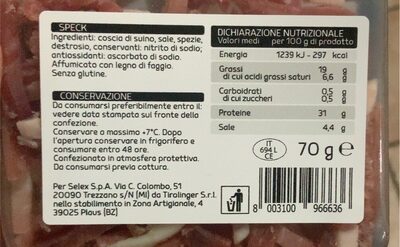 SPECK
Ingredienti: coscia di suino, sale, spezie,
destrosio, conservanti: nitrito di sodio;
antiossidanti: ascorbato di sodio.
Affumicato con legno di faggio.
Senza glutine.
CONSERVAZIONE
Da consumarsi preferibilmente entro il:
vedere data stampata sul fronte della
confezione.
Conservare a massimo +7°C. Dopo
l'apertura conservare in frigorifero e
consumare entro 48 ore.
Confezionato in atmosfera protettiva.
Da consumarsi previa cottura.
DICHIARAZIONE NUTRIZIONALE
Valori medi per 100 g di prodotto
Energia 1239 kJ - 297 kcal
Grassi 19 g
di cui acidi grassi saturi 6,6 g
Carboidrati 0,5 g
di cui zuccheri 0,5 g
Proteine 31 g
Sale 4,4 g
IT
694 L
CE
70 g e
Per Selex S.p.A. Via C. Colombo, 51
20090 Trezzano s/N (MI) da Tirolinger S.r.l.
nello stabilimento in Zona Artigianale, 4
39025 Plaus (BZ)
8 003100 966636